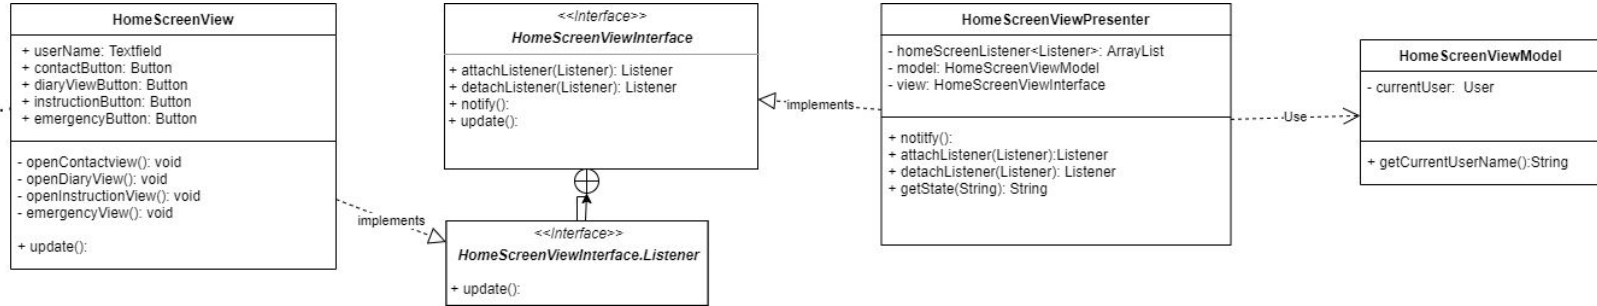 HomeScreenView
+ userName: Textfield
+ contactButton: Button
+ diaryViewButton: Button
+ instructionButton: Button
+ emergencyButton: Button
- openContactview(): void
- openDiaryView(): void
- openInstructionView(): void
- emergencyView(): void
+ update():
implements
<<Interface>>
HomeScreenViewInterface
+ attachListener(Listener): Listener
+ detachListener(Listener): Listener
+ notify():
+ update():
<<Interface>>
HomeScreenViewInterface.Listener
+ update():
implements
HomeScreenViewPresenter
- homeScreenListener<Listener>: ArrayList
- model: HomeScreenViewModel
- view: HomeScreenViewInterface
+ notitfy():
+ attachListener(Listener):Listener
+ detachListener(Listener): Listener
+ getState(String): String
Use
HomeScreenViewModel
- currentUser: User
+ getCurrentUserName():String